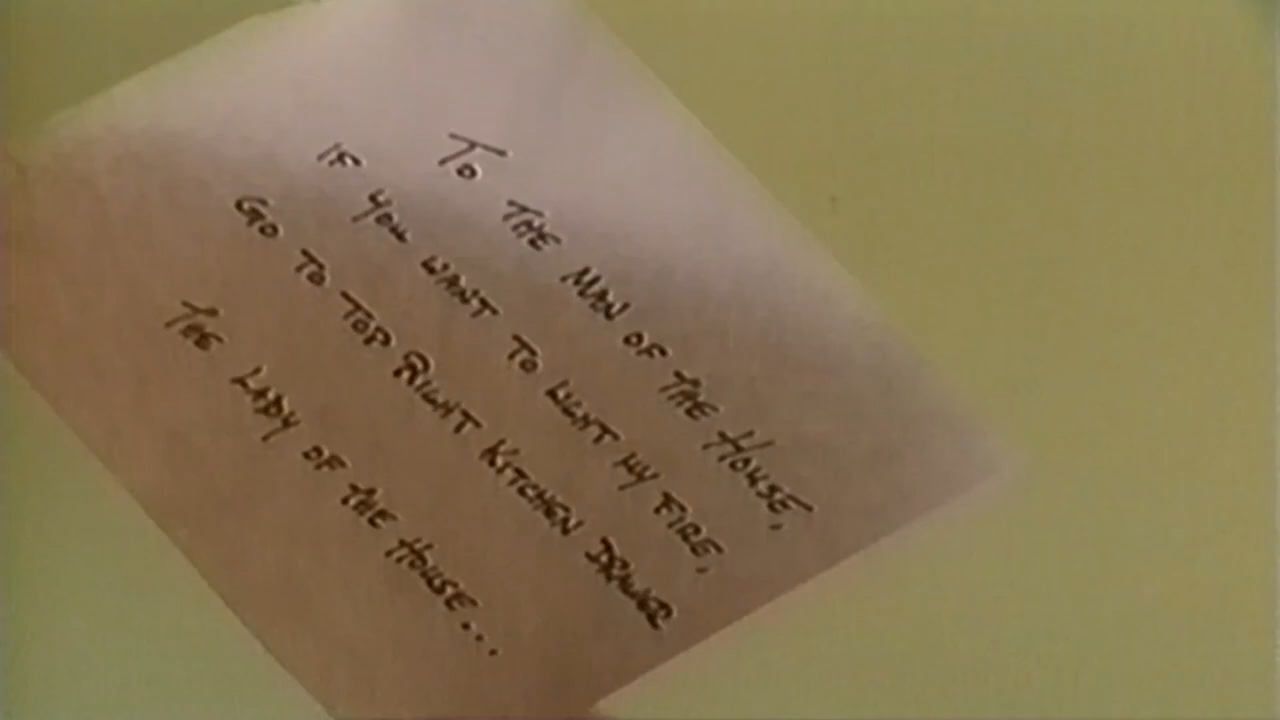 To THE MAN OF THE HOUSE,
IF YOU WANT TO LIGHT MY FIRE,
GO TO TOP RIGHT KITCHEN DRAWER
THE LADY OF THE HOUSE...